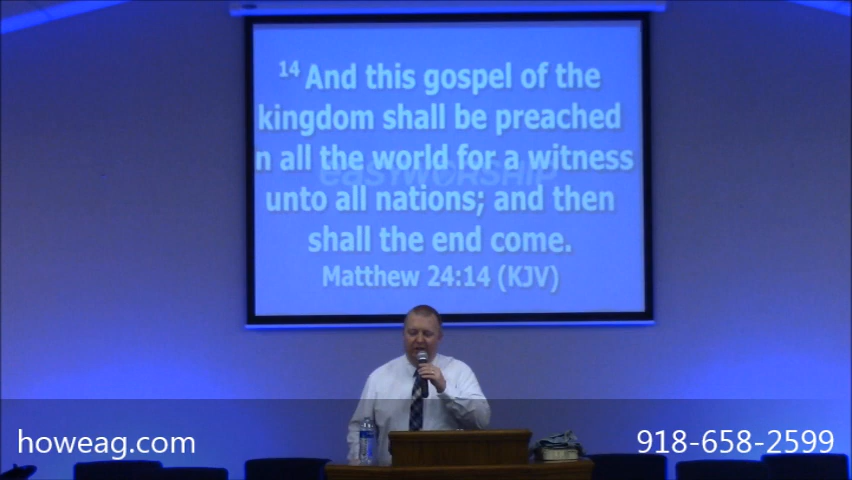 14 And this gospel of the
kingdom shall be preached
n all the world for a witness
easyworship
unto all nations; and then
shall the end come.
Matthew 24:14 (KJV)
howeag.com
918-658-2599